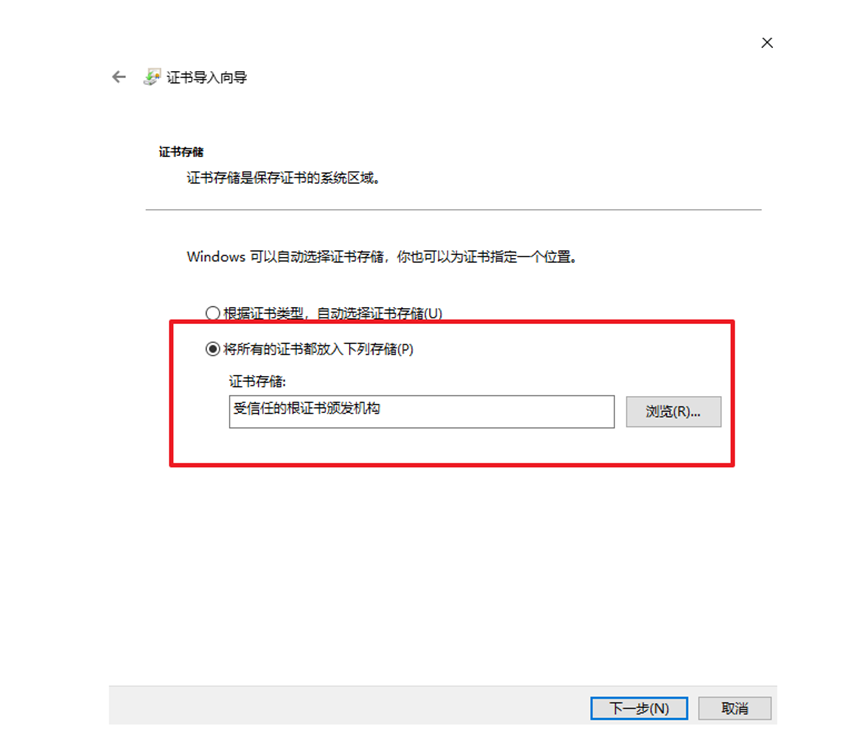 证书导入向导
证书存储
证书存储是保存证书的系统区域。
Windows 可以自动选择证书存储，你也可以为证书指定一个位置。
根据证书类型，自动选择证书存储(U)
将所有的证书都放入下列存储(P)
证书存储:
受信任的根证书颁发机构
浏览(R)...
下一步(N)
取消